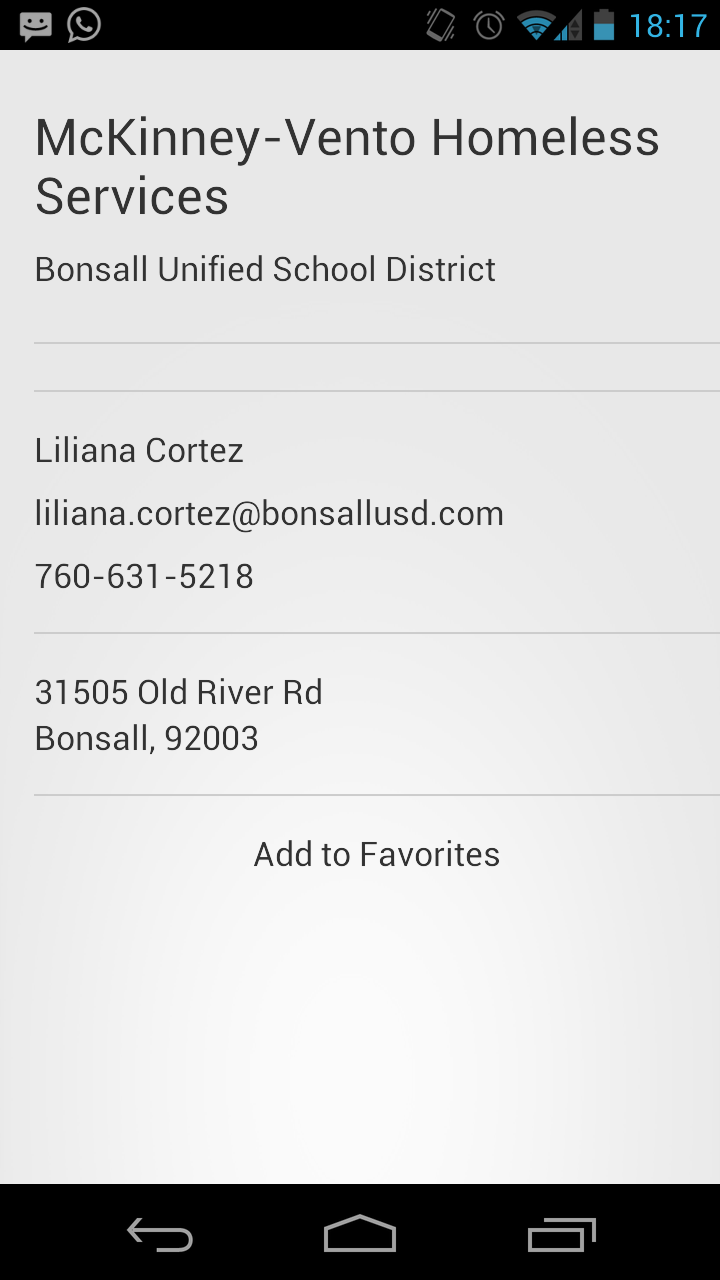 18:17
McKinney-Vento Homeless
Services
Bonsall Unified School District
Liliana Cortez
liliana.cortez@bonsallusd.com
760-631-5218
31505 Old River Rd
Bonsall, 92003
Add to Favorites